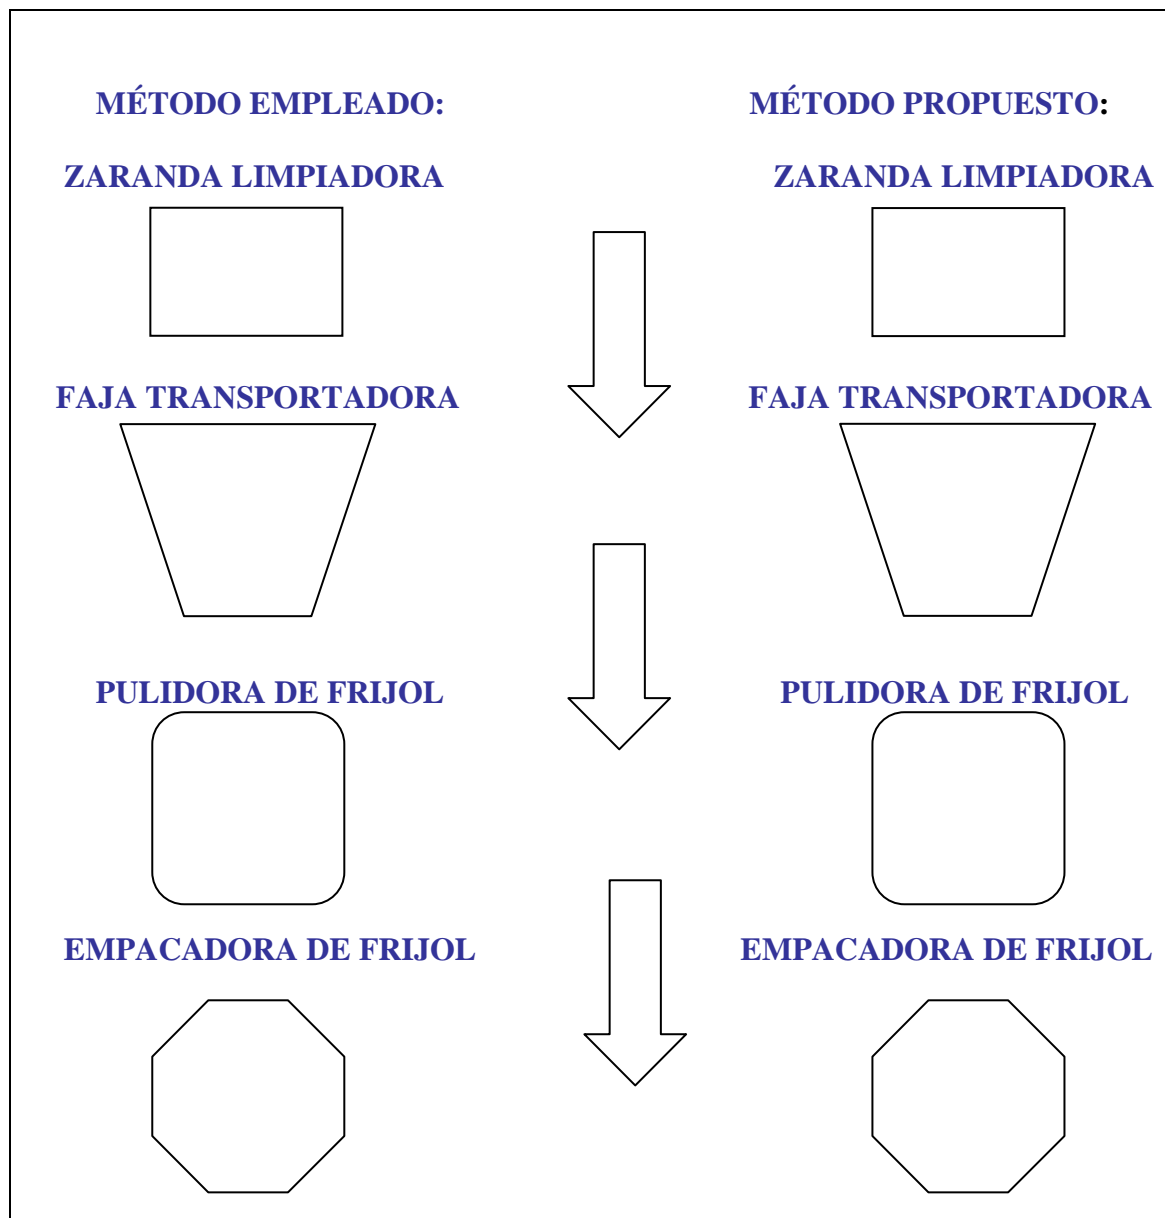 MÉTODO EMPLEADO:
MÉTODO PROPUESTO:
ZARANDA LIMPIADORA
ZARANDA LIMPIADORA
FAJA TRANSPORTADORA
FAJA TRANSPORTADORA
PULIDORA DE FRIJOL
PULIDORA DE FRIJOL
EMPACADORA DE FRIJOL
EMPACADORA DE FRIJOL